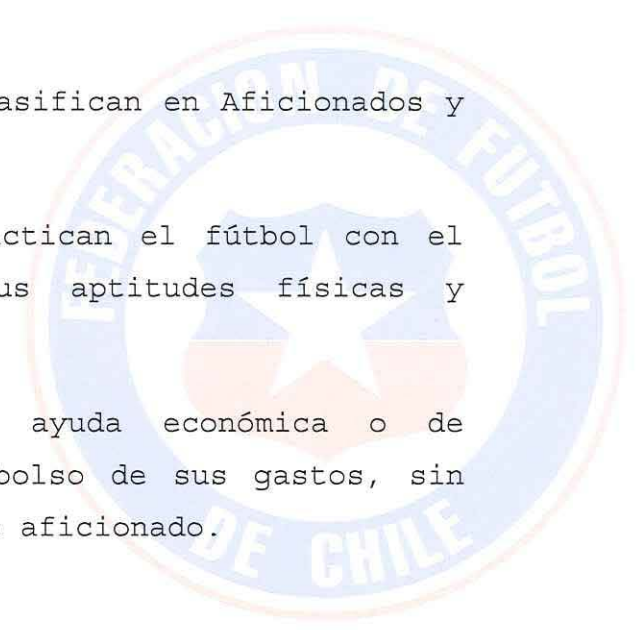 asifican en Aficionados y
actican el fútbol con el
us aptitudes físicas y
ayuda económica o de
bolso de sus gastos, sin
aficionado.
FEDERACION DE FUTBOL
DE CHILE